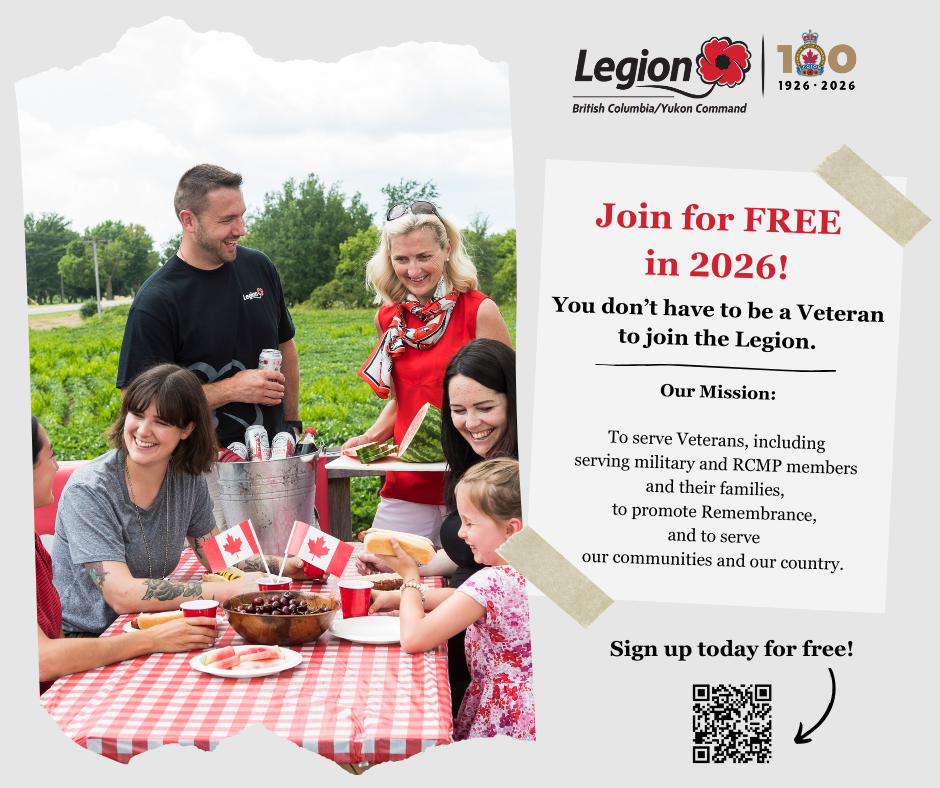 Legion
British Columbia/Yukon Command
100
1926 · 2026
Join for FREE
in 2026!
You don’t have to be a Veteran
to join the Legion.
Our Mission:
To serve Veterans, including
serving military and RCMP members
and their families,
to promote Remembrance,
and to serve
our communities and our country.
Sign up today for free!
Legion